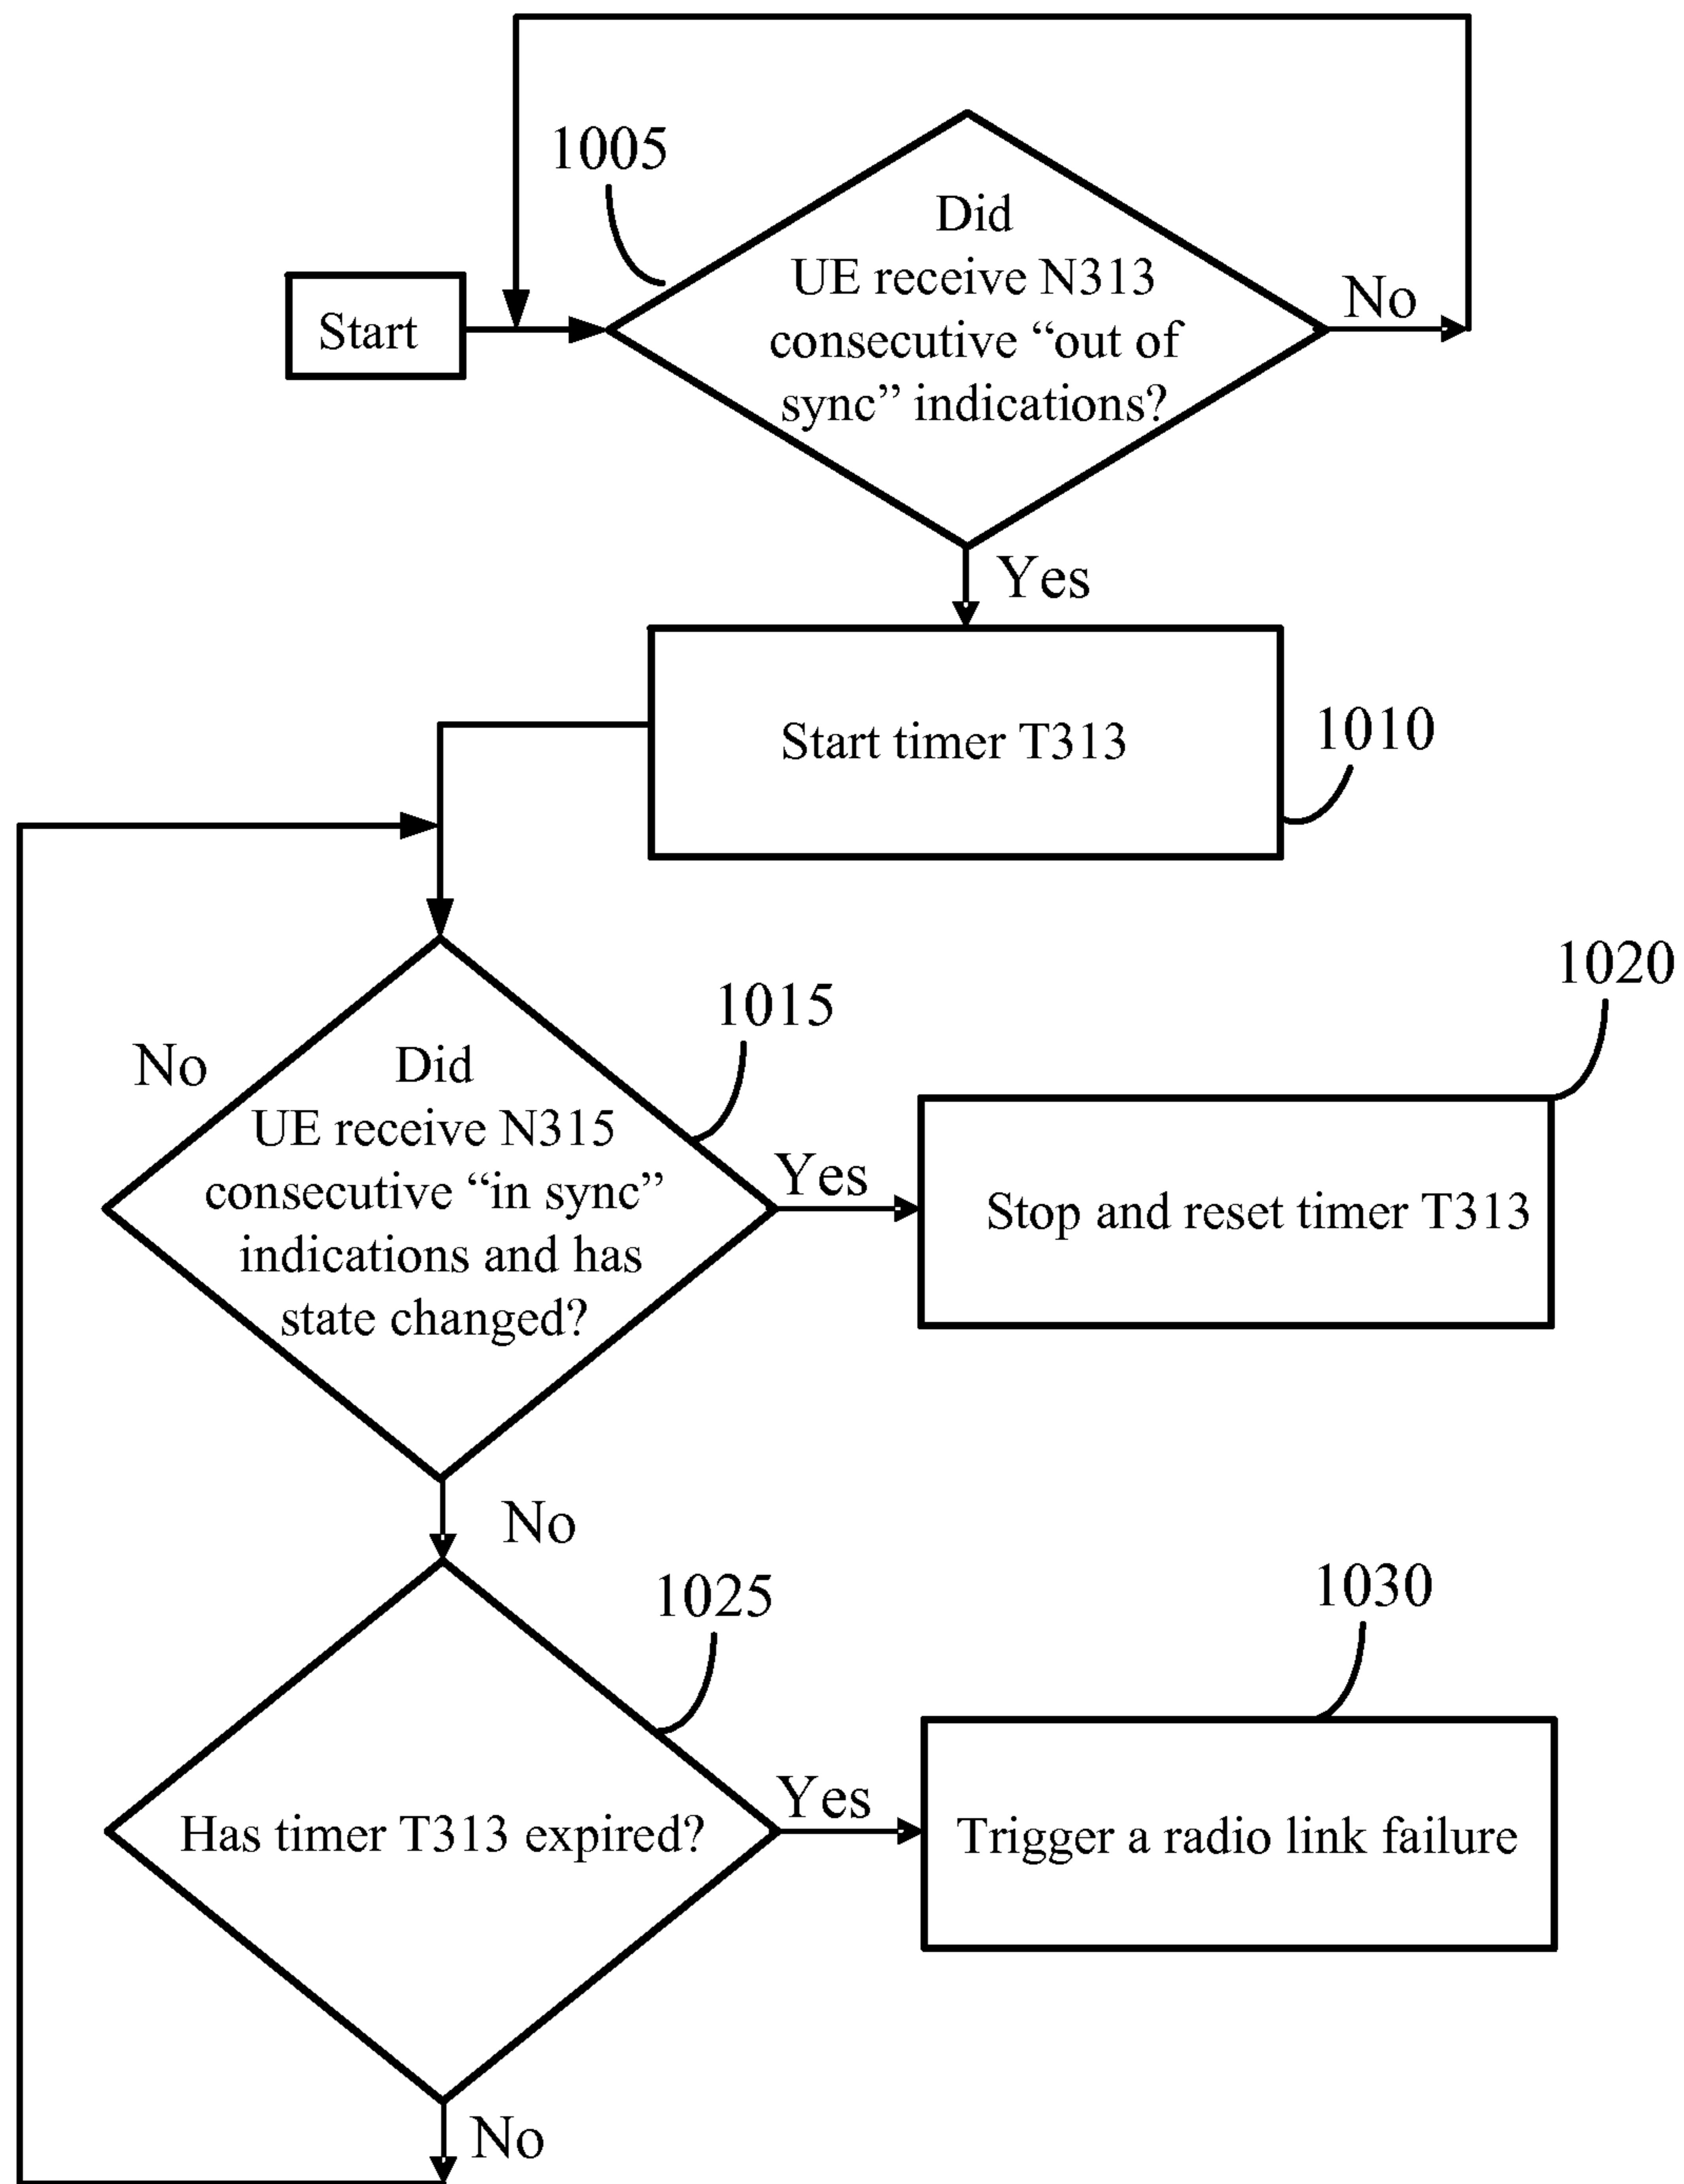 1005
Did
UE receive N313
consecutive “out of
sync” indications?
Start
No
Yes
Start timer T313
1010
1020
1015
No
Did
UE receive N315
consecutive “in sync”
indications and has
state changed?
Yes
Stop and reset timer T313
No
1025
1030
Has timer T313 expired?
Yes
Trigger a radio link failure
No